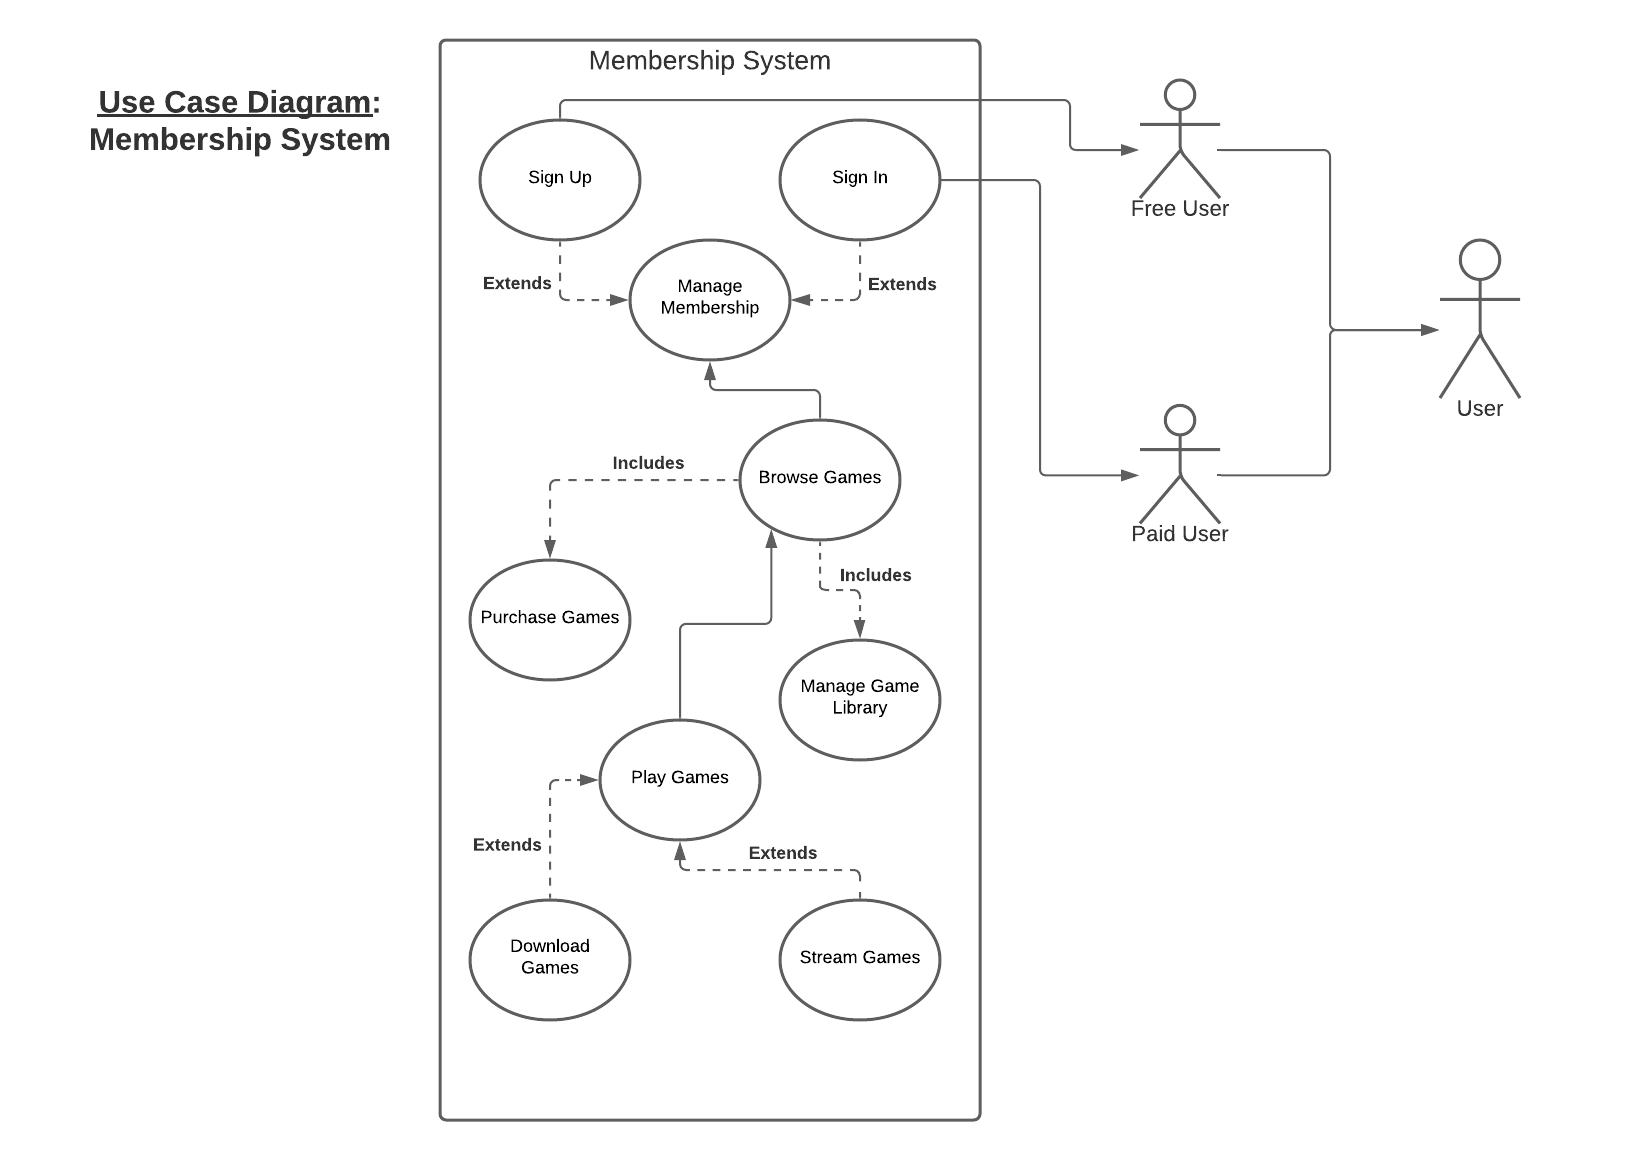 Use Case Diagram:
Membership System
Membership System
Sign Up
Sign In
Free User
Extends
Manage
Membership
Extends
User
Includes
Browse Games
Paid User
Includes
Purchase Games
Manage Game
Library
Play Games
Extends
Extends
Download
Games
Stream Games